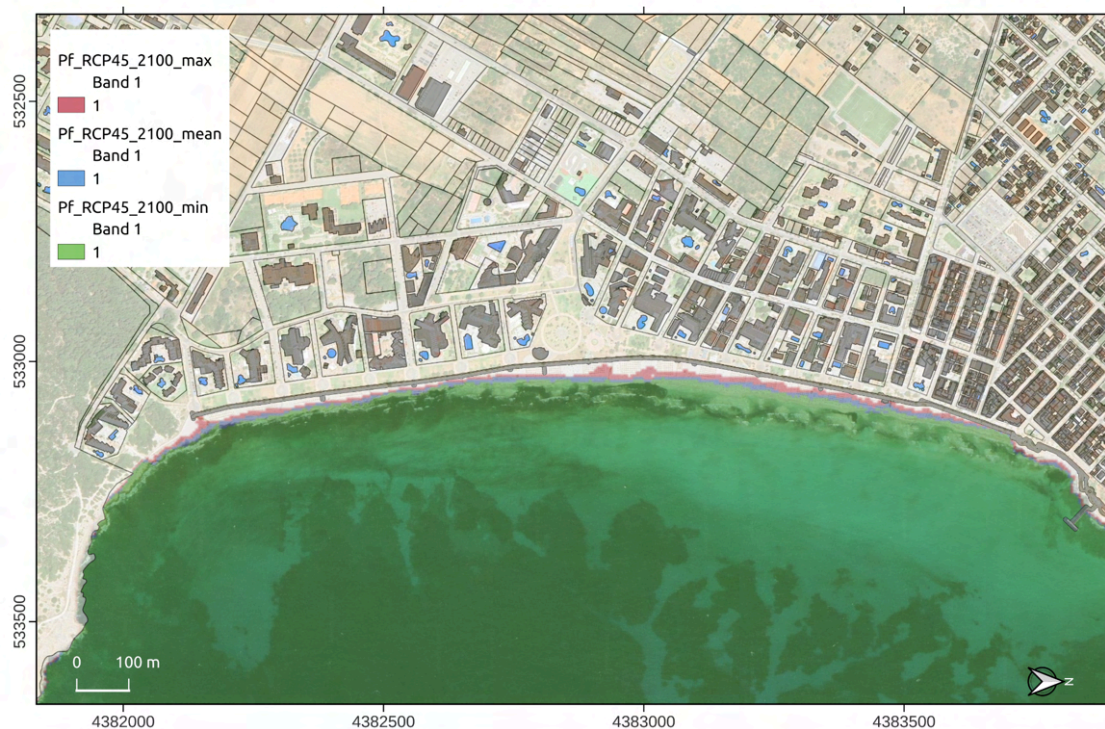 Pf_RCP45_2100_max
Band 1
1
Pf_RCP45_2100_mean
Band 1
1
Pf_RCP45_2100_min
Band 1
1
532500
533000
533500
0 100 m
N
4382000 4382500 4383000 4383500